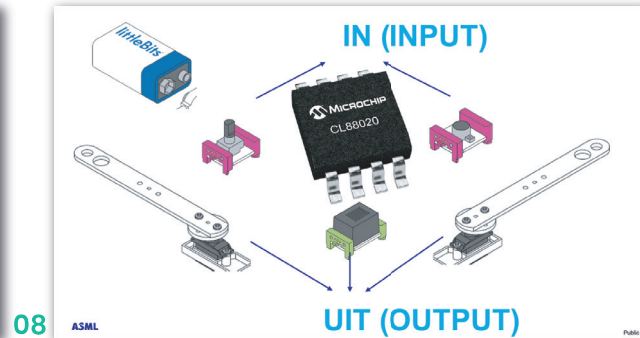 IN (INPUT)
littleBits
MICROCHIP
CL88020
UIT (OUTPUT)
08
ASML
Public